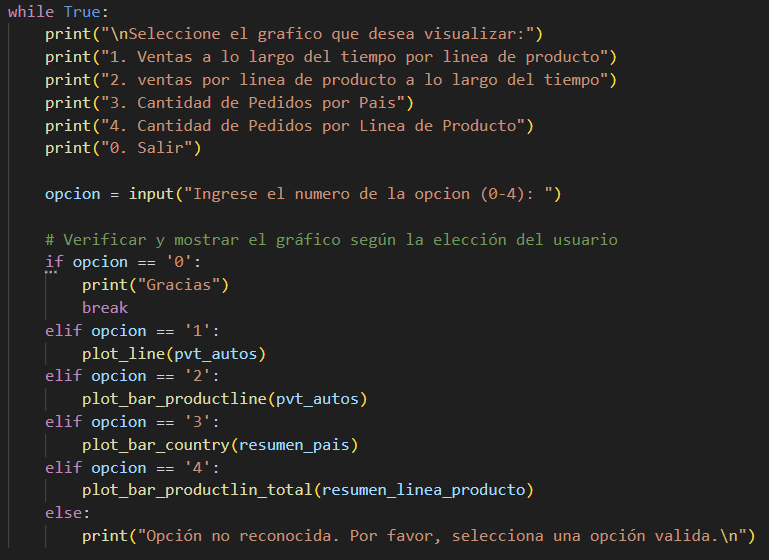 while True:
    print("\nSeleccione el grafico que desea visualizar:")
    print("1. Ventas a lo largo del tiempo por linea de producto")
    print("2. ventas por linea de producto a lo largo del tiempo")
    print("3. Cantidad de Pedidos por Pais")
    print("4. Cantidad de Pedidos por Linea de Producto")
    print("0. Salir")

    opcion = input("Ingrese el numero de la opcion (0-4): ")

    # Verificar y mostrar el gráfico según la elección del usuario
    if opcion == '0':
        print("Gracias")
        break
    elif opcion == '1':
        plot_line(pvt_autos)
    elif opcion == '2':
        plot_bar_productline(pvt_autos)
    elif opcion == '3':
        plot_bar_country(resumen_pais)
    elif opcion == '4':
        plot_bar_productlin_total(resumen_linea_producto)
    else:
        print("Opción no reconocida. Por favor, selecciona una opción valida.\n")